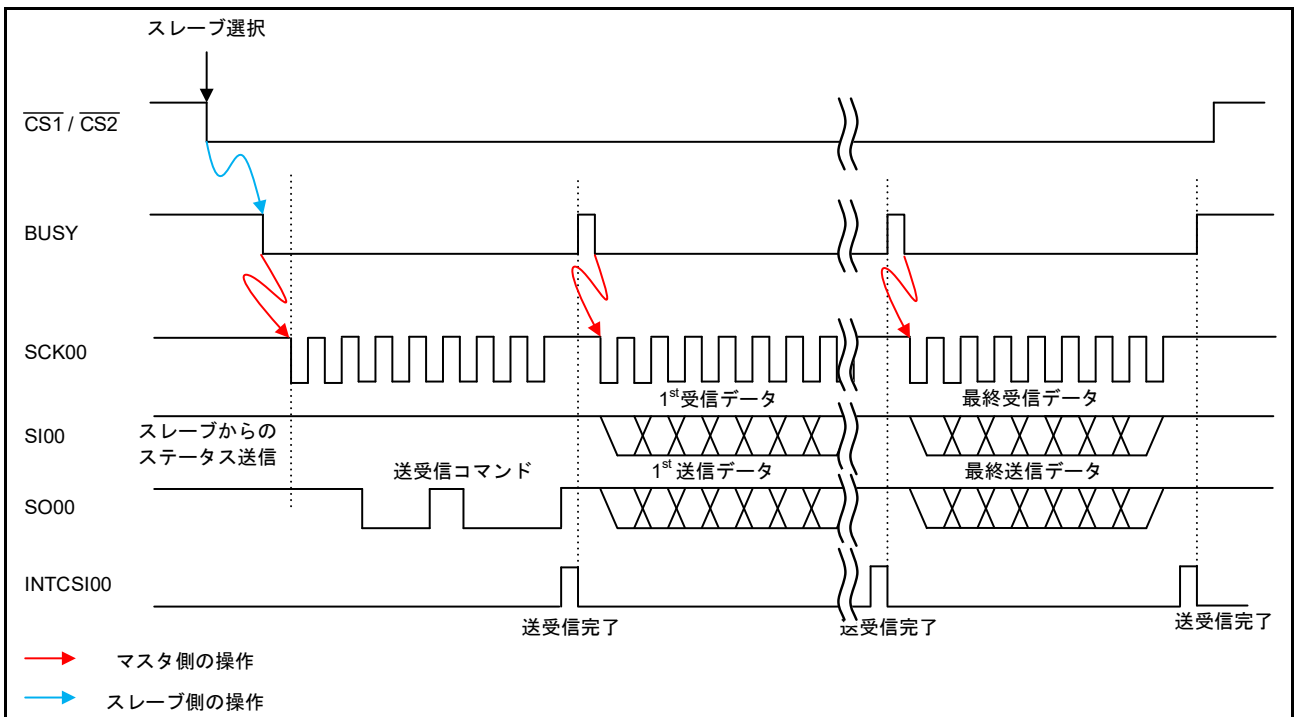 スレーブ選択
CS1 / CS2
BUSY
SCK00
1st受信データ
最終受信データ
SI00
スレーブからの
ステータス送信
送受信コマンド
1st 送信データ
最終送信データ
SO00
INTCSI00
送受信完了
送受信完了
送受信完了
マスタ側の操作
スレーブ側の操作